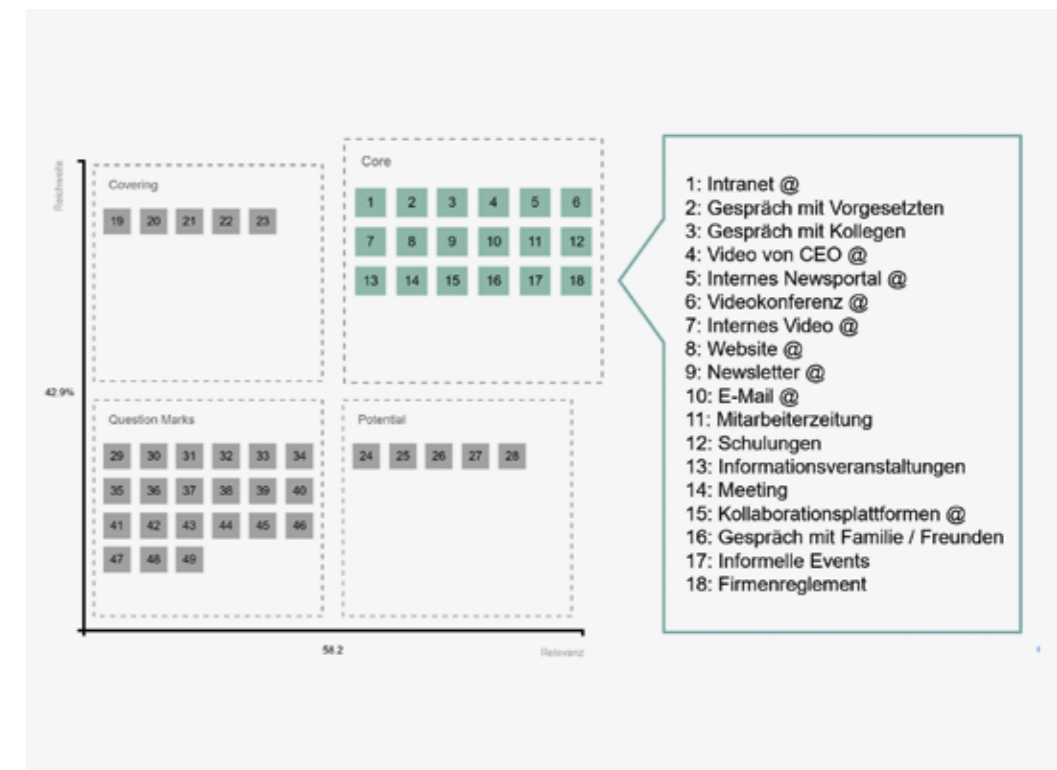 Reichweite
Covering
19 20 21 22 23
Core
1 2 3 4 5 6
7 8 9 10 11 12
13 14 15 16 17 18
42.9%
Question Marks
29 30 31 32 33 34
35 36 37 38 39 40
41 42 43 44 45 46
47 48 49
Potential
24 25 26 27 28
58.2
Relevanz
1: Intranet @
2: Gespräch mit Vorgesetzten
3: Gespräch mit Kollegen
4: Video von CEO @
5: Internes Newsportal @
6: Videokonferenz @
7: Internes Video @
8: Website @
9: Newsletter @
10: E-Mail @
11: Mitarbeiterzeitung
12: Schulungen
13: Informationsveranstaltungen
14: Meeting
15: Kollaborationsplattformen @
16: Gespräch mit Familie / Freunden
17: Informelle Events
18: Firmenreglement